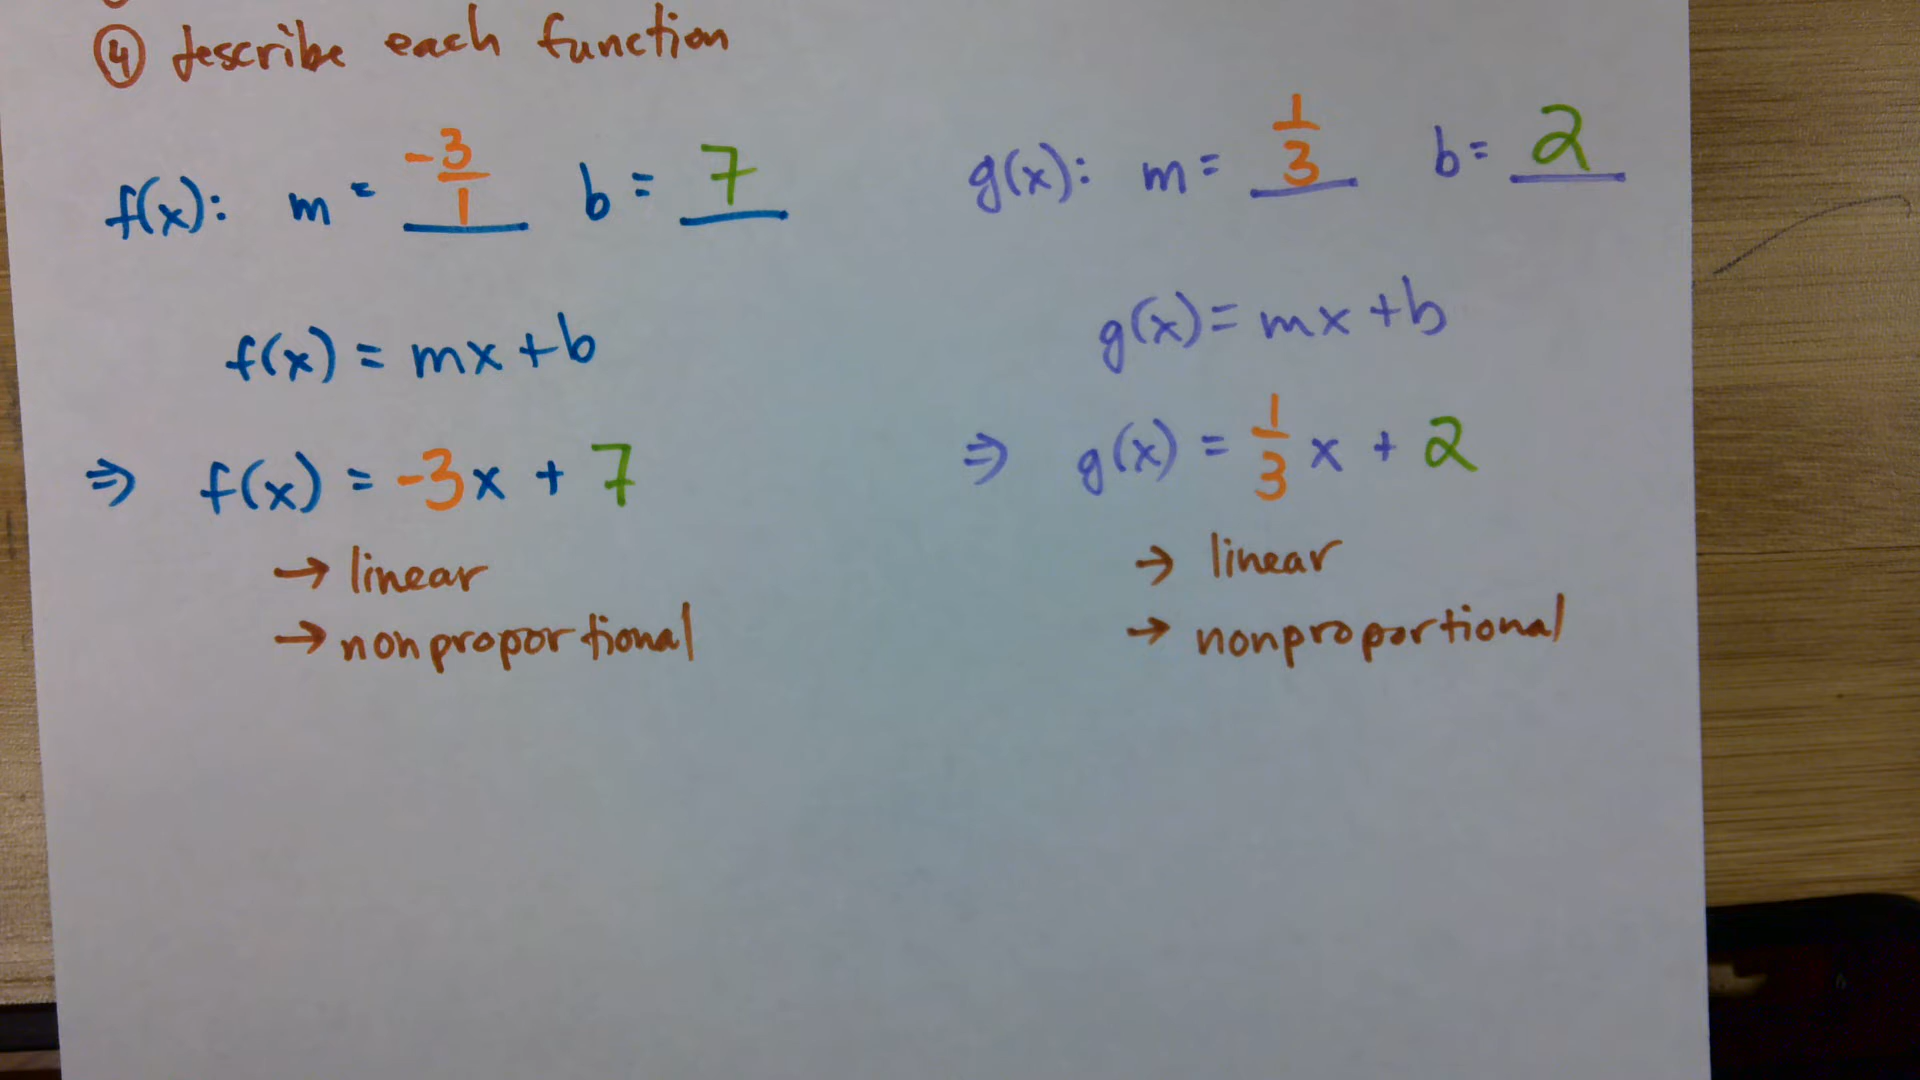 ④ describe each function
f(x): m = -3/1 b = 7
f(x) = mx + b
⇒ f(x) = -3x + 7
→ linear
→ nonproportional
g(x): m = 1/3 b = 2
g(x) = mx + b
⇒ g(x) = 1/3 x + 2
→ linear
→ nonproportional